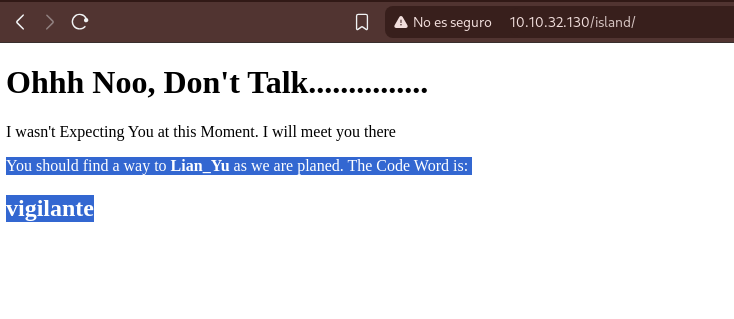 No es seguro 10.10.32.130/island/
Ohhh Noo, Don't Talk...............
I wasn't Expecting You at this Moment. I will meet you there
You should find a way to Lian_Yu as we are planed. The Code Word is:
vigilante